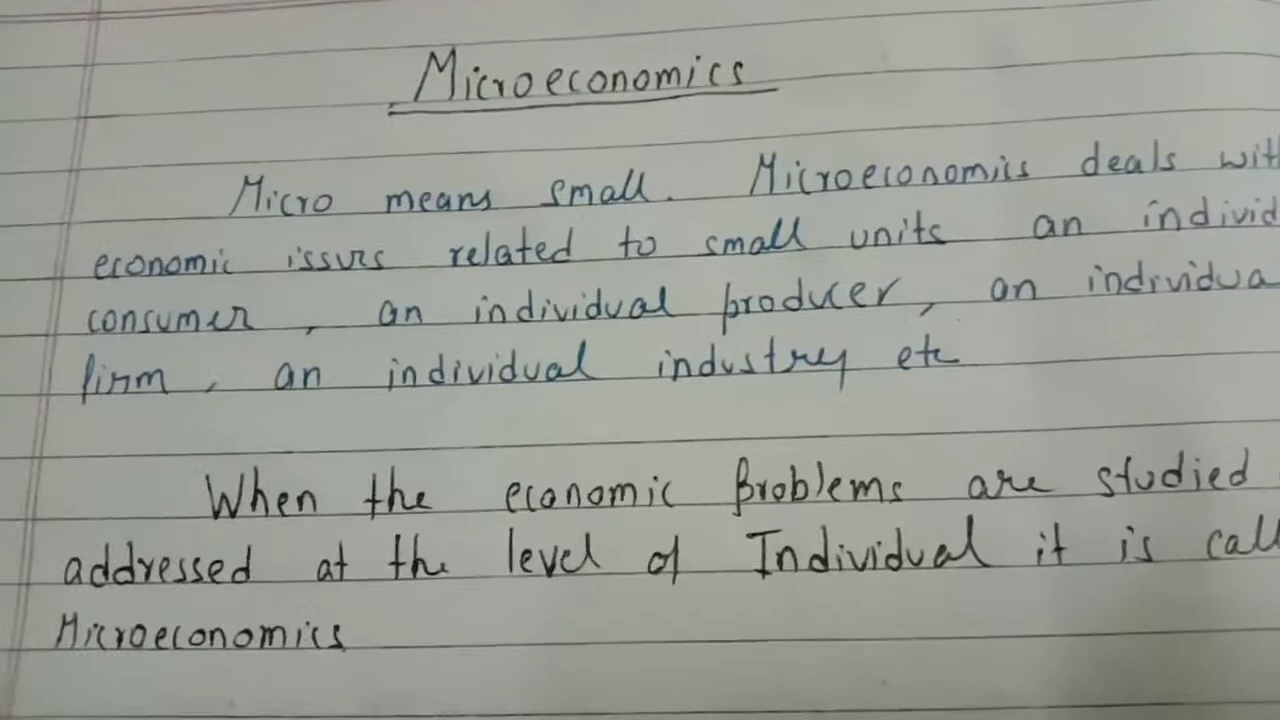 Microeconomics
Micro means small. Microeconomics deals wit
economic issues related to small units an individ
consumer, an individual producer, an individua
firm, an individual industry etc
When the economic problems are studied
addressed at the level of Individual it is call
Microeconomics